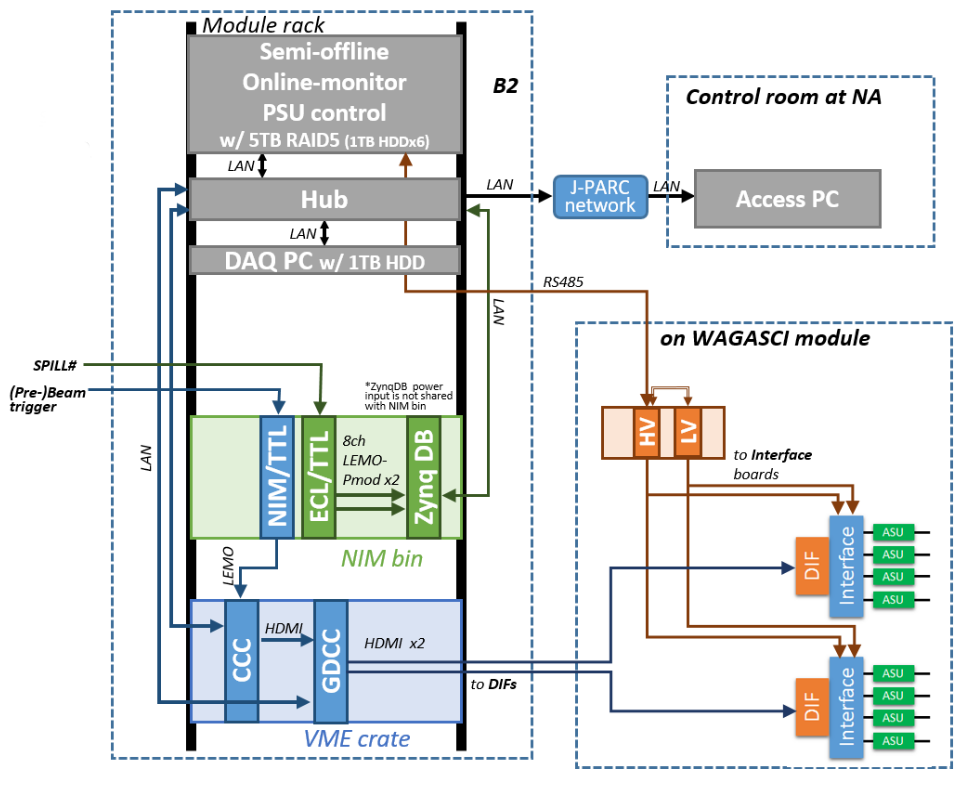 Module rack
Semi-offline
Online-monitor
PSU control
w/ 5TB RAID5 (1TB HDDx6)
B2
Control room at NA
LAN
Hub
LAN
J-PARC
network
LAN
Access PC
LAN
DAQ PC w/ 1TB HDD
RS485
LAN
on WAGASCI module
SPILL#
(Pre-)Beam
trigger
*ZynqDB power
input is not shared
with NIM bin
HV
LV
LAN
NIM/TTL
ECL/TTL
8ch
LEMO-
Pmod x2
Zynq DB
to Interface
boards
NIM bin
LEMO
DIF
Interface
ASU
ASU
ASU
ASU
CCC
HDMI
GDCC
HDMI x2
to DIFs
VME crate
DIF
Interface
ASU
ASU
ASU
ASU